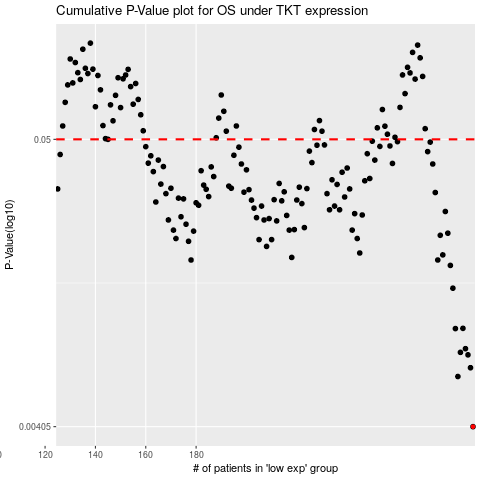 Cumulative P-Value plot for OS under TKT expression
P-Value(log10)
0.05
0.00405
0
120
140
160
180
# of patients in 'low exp' group